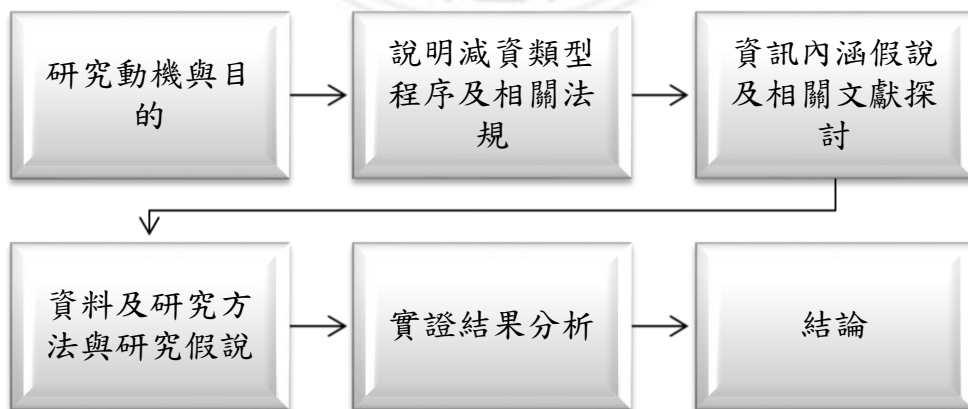 研究動機與目
的
說明減資類型
程序及相關法
規
資訊內涵假說
及相關文獻探
討
資料及研究方
法與研究假說
實證結果分析
結論